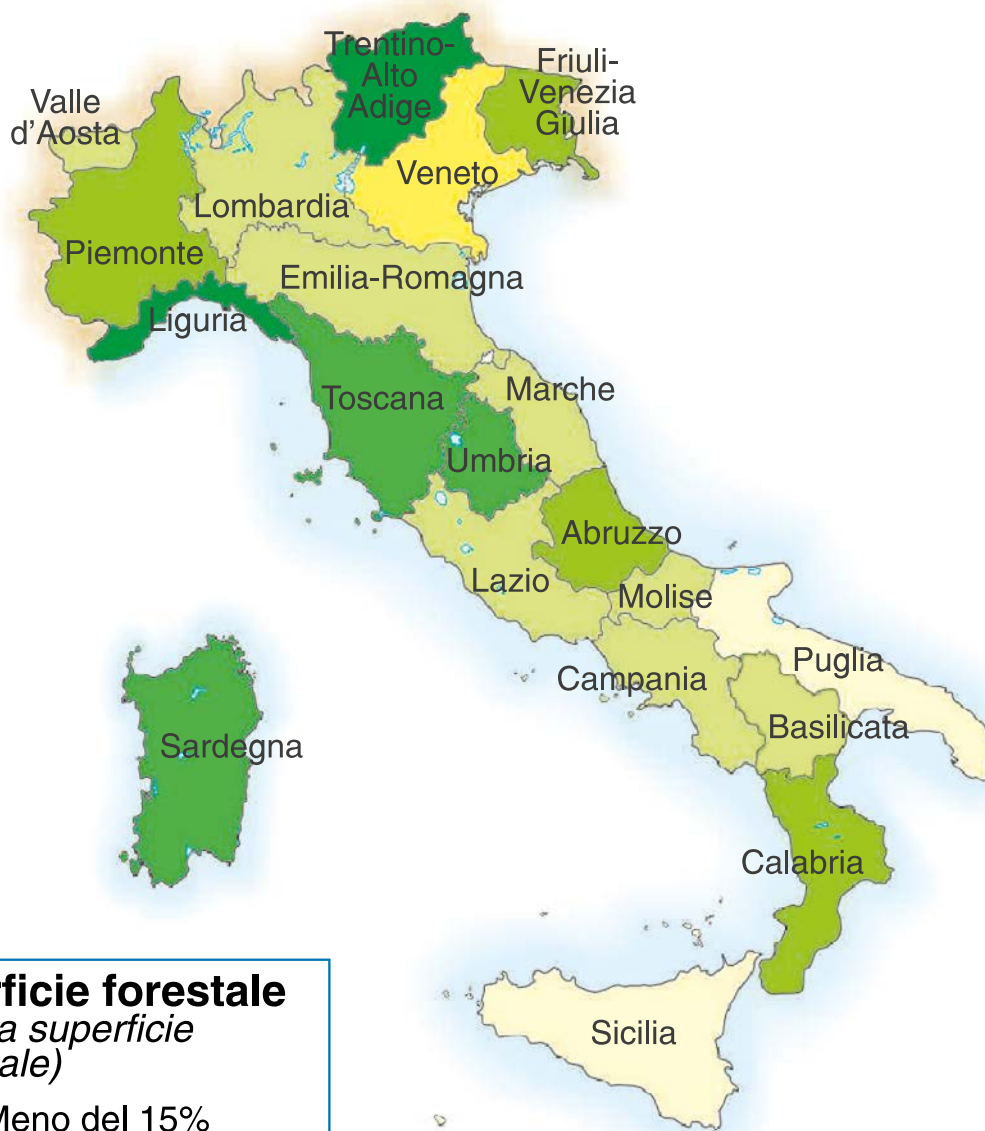 Trentino-
Alto
Adige
Friuli-
Venezia
Giulia
Valle
d'Aosta
Veneto
Lombardia
Piemonte
Emilia-Romagna
Liguria
Marche
Toscana
Umbria
Abruzzo
Lazio
Molise
Puglia
Campania
Basilicata
Sardegna
Calabria
Sicilia
rficie forestale
a superficie
ale)
Meno del 15%